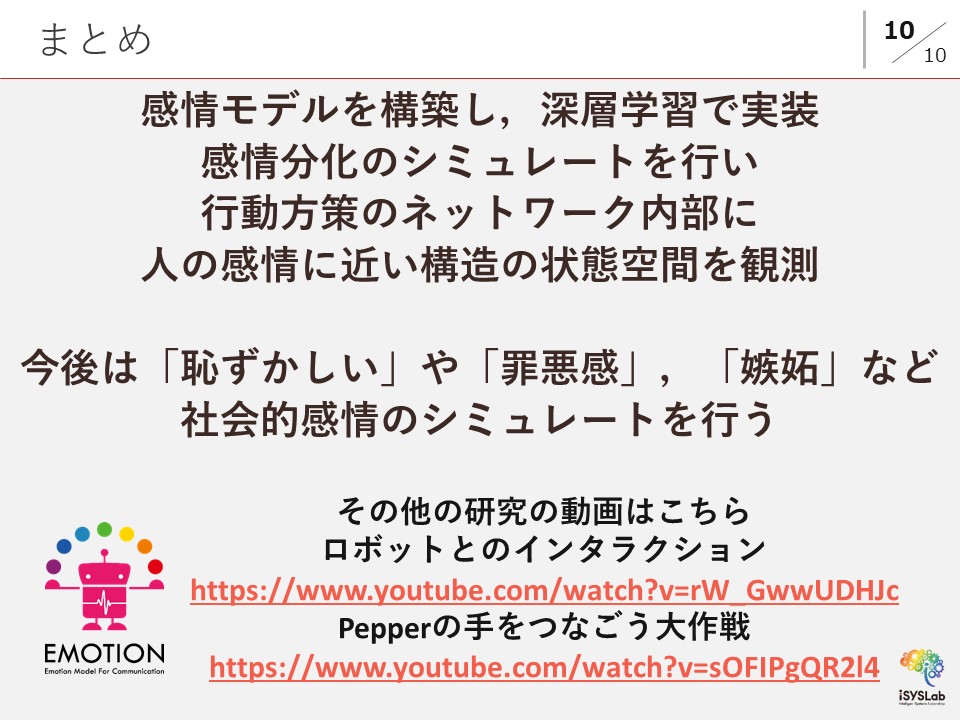 まとめ
10
10
感情モデルを構築し，深層学習で実装
感情分化のシミュレートを行い
行動方策のネットワーク内部に
人の感情に近い構造の状態空間を観測
今後は「恥ずかしい」や「罪悪感」，「嫉妬」など
社会的感情のシミュレートを行う
その他の研究の動画はこちら
ロボットとのインタラクション
https://www.youtube.com/watch?v=rW_GwwUDHJc
Pepperの手をつなごう大作戦
https://www.youtube.com/watch?v=sOFIPgQR2l4
EMOTION
Emotion Model For Communication
iSYSLab
Intelligent Systems Laboratory